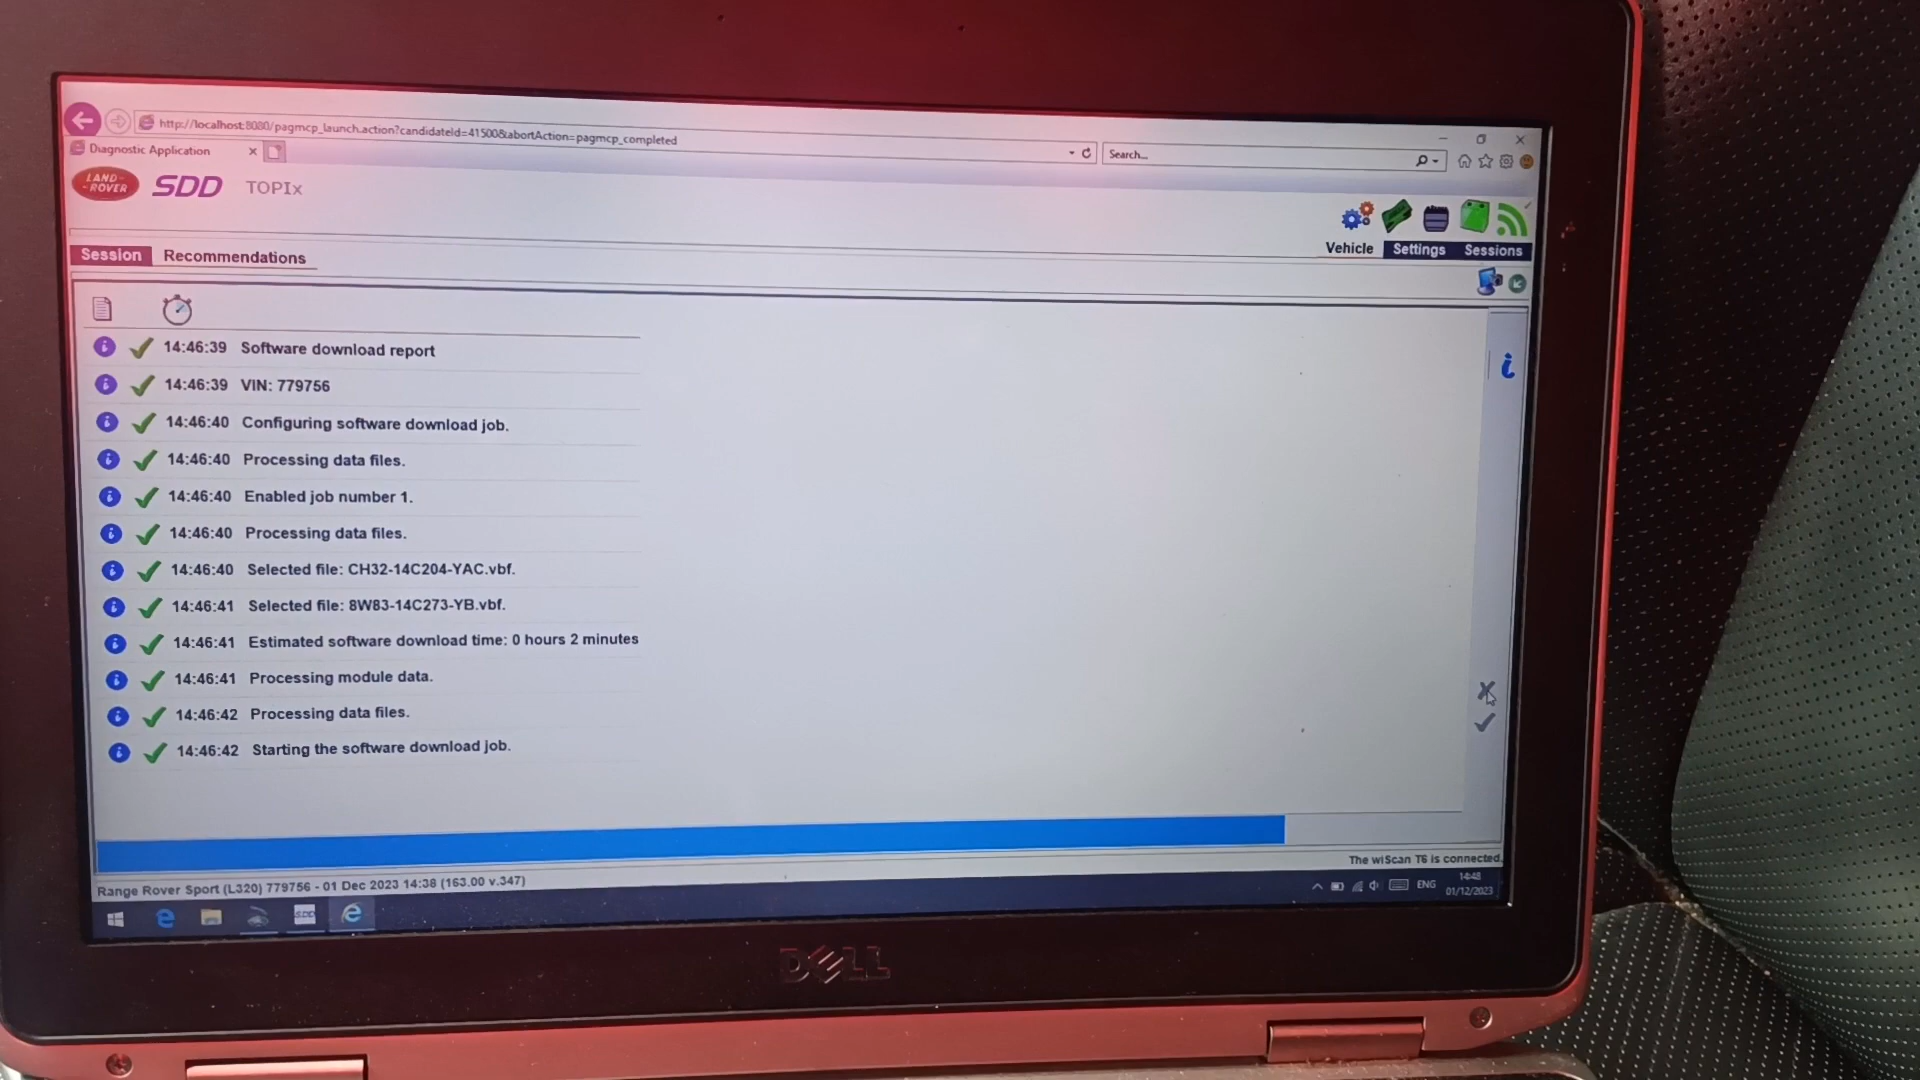 http://localhost:8080/pagmcp_launch.action?candidateId=41500&abortAction=pagmcp_completed
Search...
Diagnostic Application
LAND-
-ROVER
SDD
TOPIx
Vehicle Settings Sessions
Session Recommendations
14:46:39 Software download report
14:46:39 VIN: 779756
14:46:40 Configuring software download job.
14:46:40 Processing data files.
14:46:40 Enabled job number 1.
14:46:40 Processing data files.
14:46:40 Selected file: CH32-14C204-YAC.vbf.
14:46:41 Selected file: 8W83-14C273-YB.vbf.
14:46:41 Estimated software download time: 0 hours 2 minutes
14:46:41 Processing module data.
14:46:42 Processing data files.
14:46:42 Starting the software download job.
The wiScan T6 is connected.
Range Rover Sport (L320) 779756 - 01 Dec 2023 14:38 (163.00 v.347)
SDD
ENG
14:48
01/12/2023
DELL